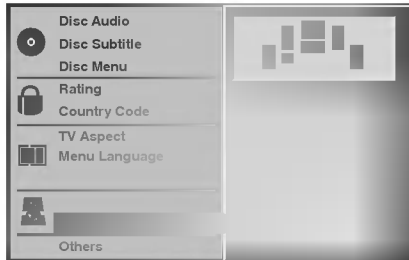 Disc Audio
Disc Subtitle
Disc Menu
Rating
Country Code
TV Aspect
Menu Language
Others